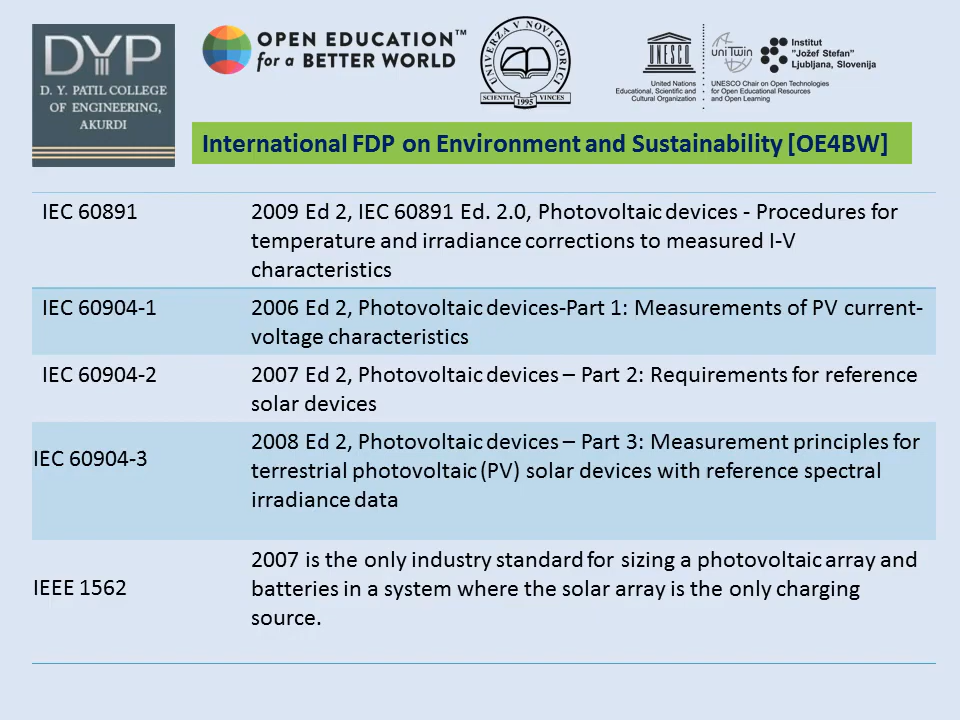 DYP
D. Y. PATIL COLLEGE
OF ENGINEERING,
AKURDI
OPEN EDUCATION™
for a BETTER WORLD
UNIVERZA V NOVI GORICI
SCIENTIA VINCES
1995
UNESCO
United Nations
Educational, Scientific and
Cultural Organization
uniTwin
UNESCO Chair on Open Technologies
for Open Educational Resources
and Open Learning
Institut
"Jožef Stefan"
Ljubljana, Slovenija
International FDP on Environment and Sustainability [OE4BW]
IEC 60891
2009 Ed 2, IEC 60891 Ed. 2.0, Photovoltaic devices - Procedures for
temperature and irradiance corrections to measured I-V
characteristics
IEC 60904-1
2006 Ed 2, Photovoltaic devices-Part 1: Measurements of PV current-
voltage characteristics
IEC 60904-2
2007 Ed 2, Photovoltaic devices – Part 2: Requirements for reference
solar devices
IEC 60904-3
2008 Ed 2, Photovoltaic devices – Part 3: Measurement principles for
terrestrial photovoltaic (PV) solar devices with reference spectral
irradiance data
IEEE 1562
2007 is the only industry standard for sizing a photovoltaic array and
batteries in a system where the solar array is the only charging
source.